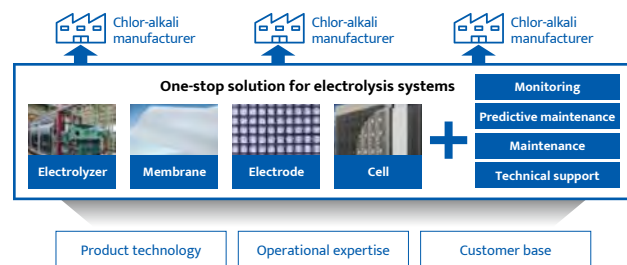 Chlor-alkali
manufacturer
Chlor-alkali
manufacturer
Chlor-alkali
manufacturer
One-stop solution for electrolysis systems
Electrolyzer
Membrane
Electrode
Cell
+
Monitoring
Predictive maintenance
Maintenance
Technical support
Product technology
Operational expertise
Customer base